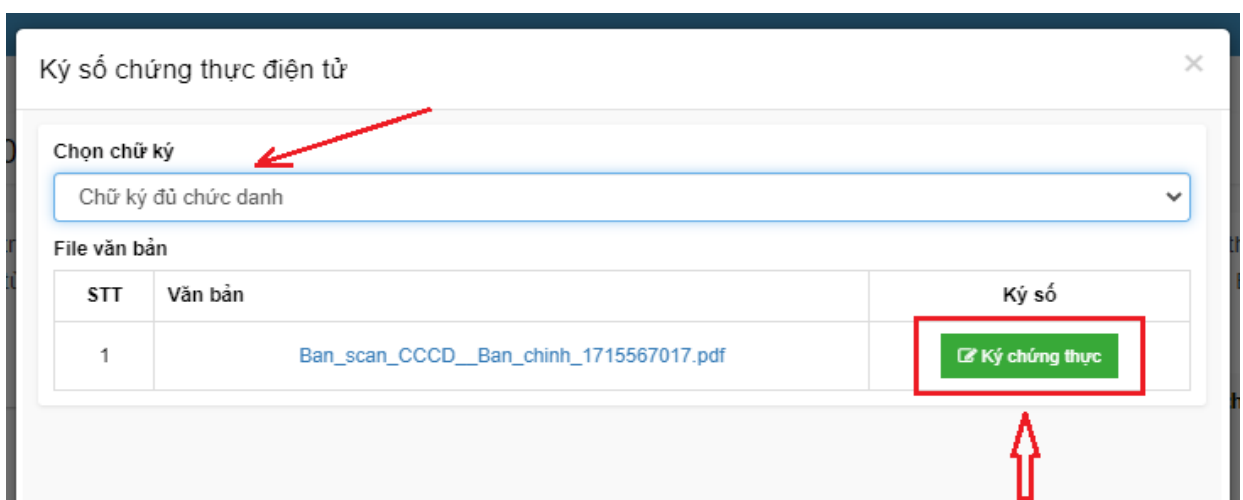 Ký số chứng thực điện tử
Chọn chữ ký
Chữ ký đủ chức danh
File văn bản
STT Văn bản Ký số
1 Ban_scan_CCCD__Ban_chinh_1715567017.pdf Ký chứng thực